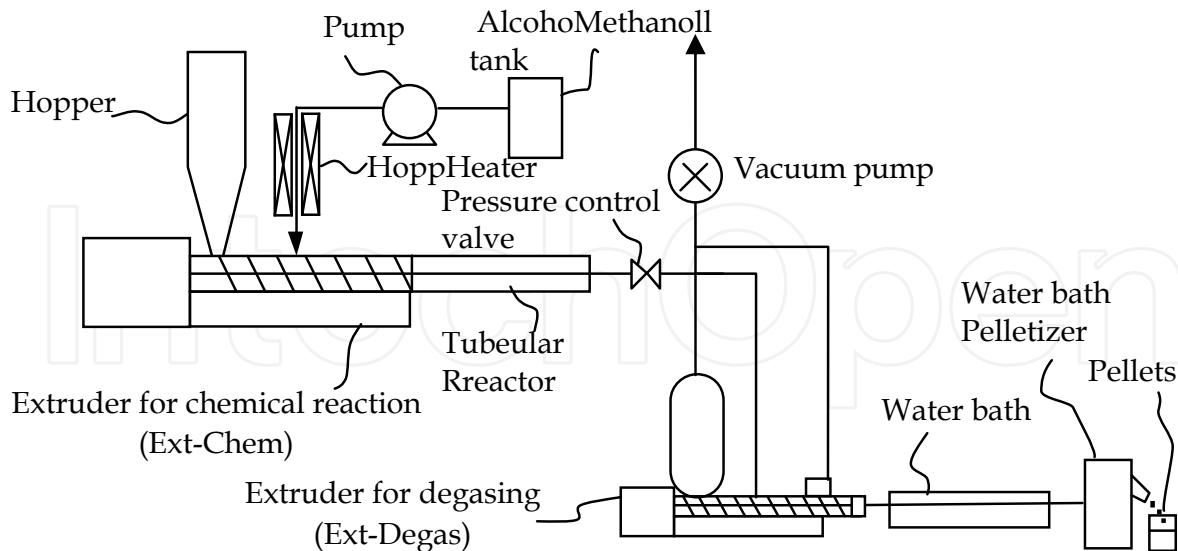 AlcohoMethanoll
tank
Pump
Hopper
HoppHeater
Vacuum pump
Pressure control
valve
Water bath
Pelletizer
Tubeular
Rreactor
Pellets
Extruder for chemical reaction
(Ext-Chem)
Water bath
Extruder for degasing
(Ext-Degas)
IntechOpen